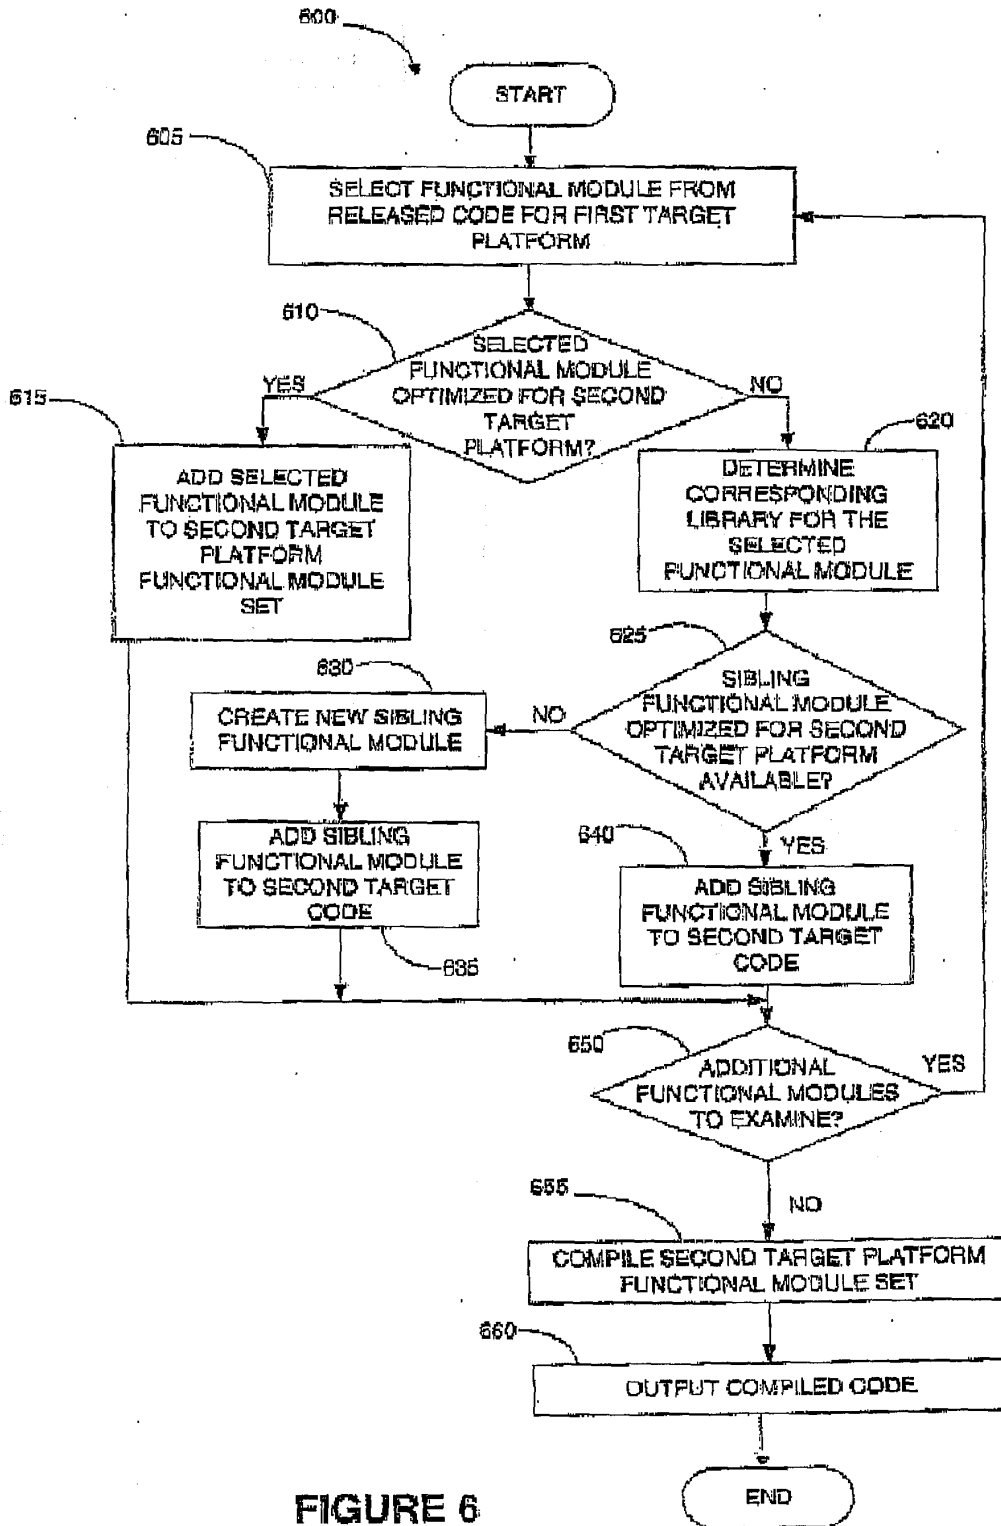 600
START
605
SELECT FUNCTIONAL MODULE FROM
RELEASED CODE FOR FIRST TARGET
PLATFORM
610
SELECTED
FUNCTIONAL MODULE
OPTIMIZED FOR SECOND
TARGET
PLATFORM?
YES
NO
615
ADD SELECTED
FUNCTIONAL MODULE
TO SECOND TARGET
PLATFORM
FUNCTIONAL MODULE
SET
620
DETERMINE
CORRESPONDING
LIBRARY FOR THE
SELECTED
FUNCTIONAL MODULE
625
SIBLING
FUNCTIONAL MODULE
OPTIMIZED FOR SECOND
TARGET PLATFORM
AVAILABLE?
NO
YES
630
CREATE NEW SIBLING
FUNCTIONAL MODULE
ADD SIBLING
FUNCTIONAL MODULE
TO SECOND TARGET
CODE
635
640
ADD SIBLING
FUNCTIONAL MODULE
TO SECOND TARGET
CODE
650
ADDITIONAL
FUNCTIONAL MODULES
TO EXAMINE?
YES
NO
655
COMPILE SECOND TARGET PLATFORM
FUNCTIONAL MODULE SET
660
OUTPUT COMPILED CODE
END
FIGURE 6